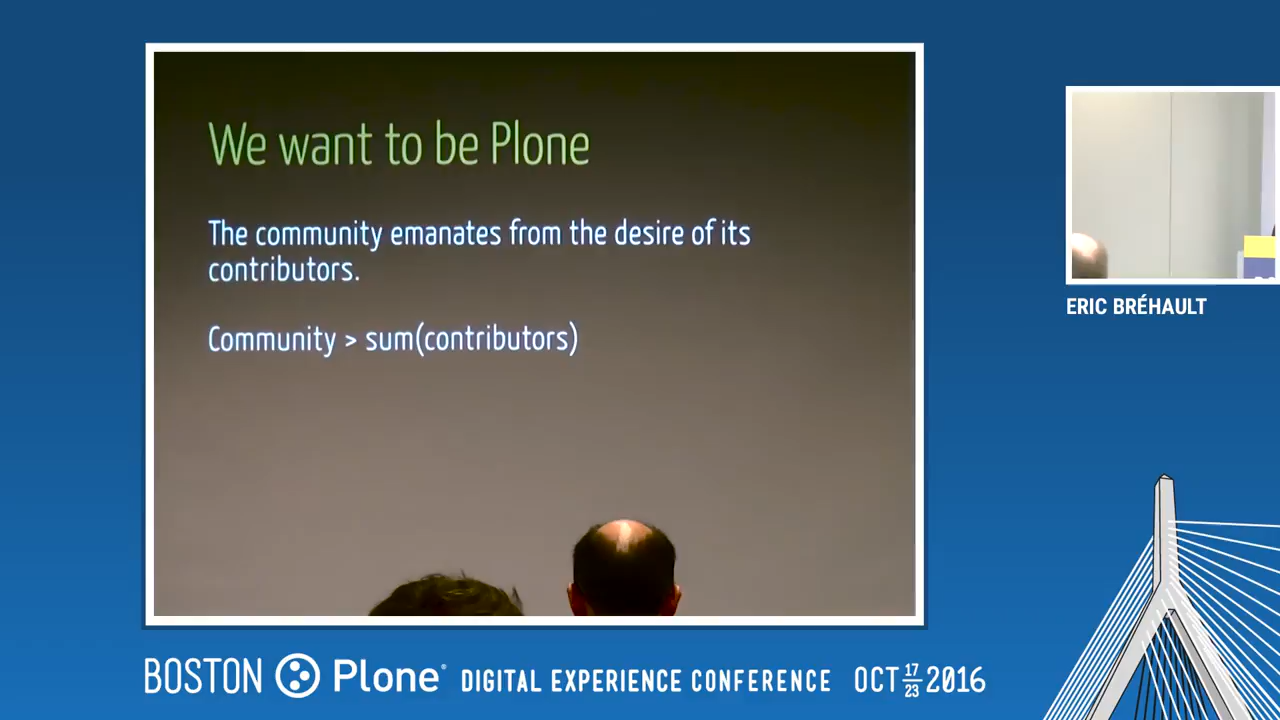 We want to be Plone
The community emanates from the desire of its
contributors.
Community > sum(contributors)
ERIC BRÉHAULT
BOSTON Plone® DIGITAL EXPERIENCE CONFERENCE OCT 17 23 2016